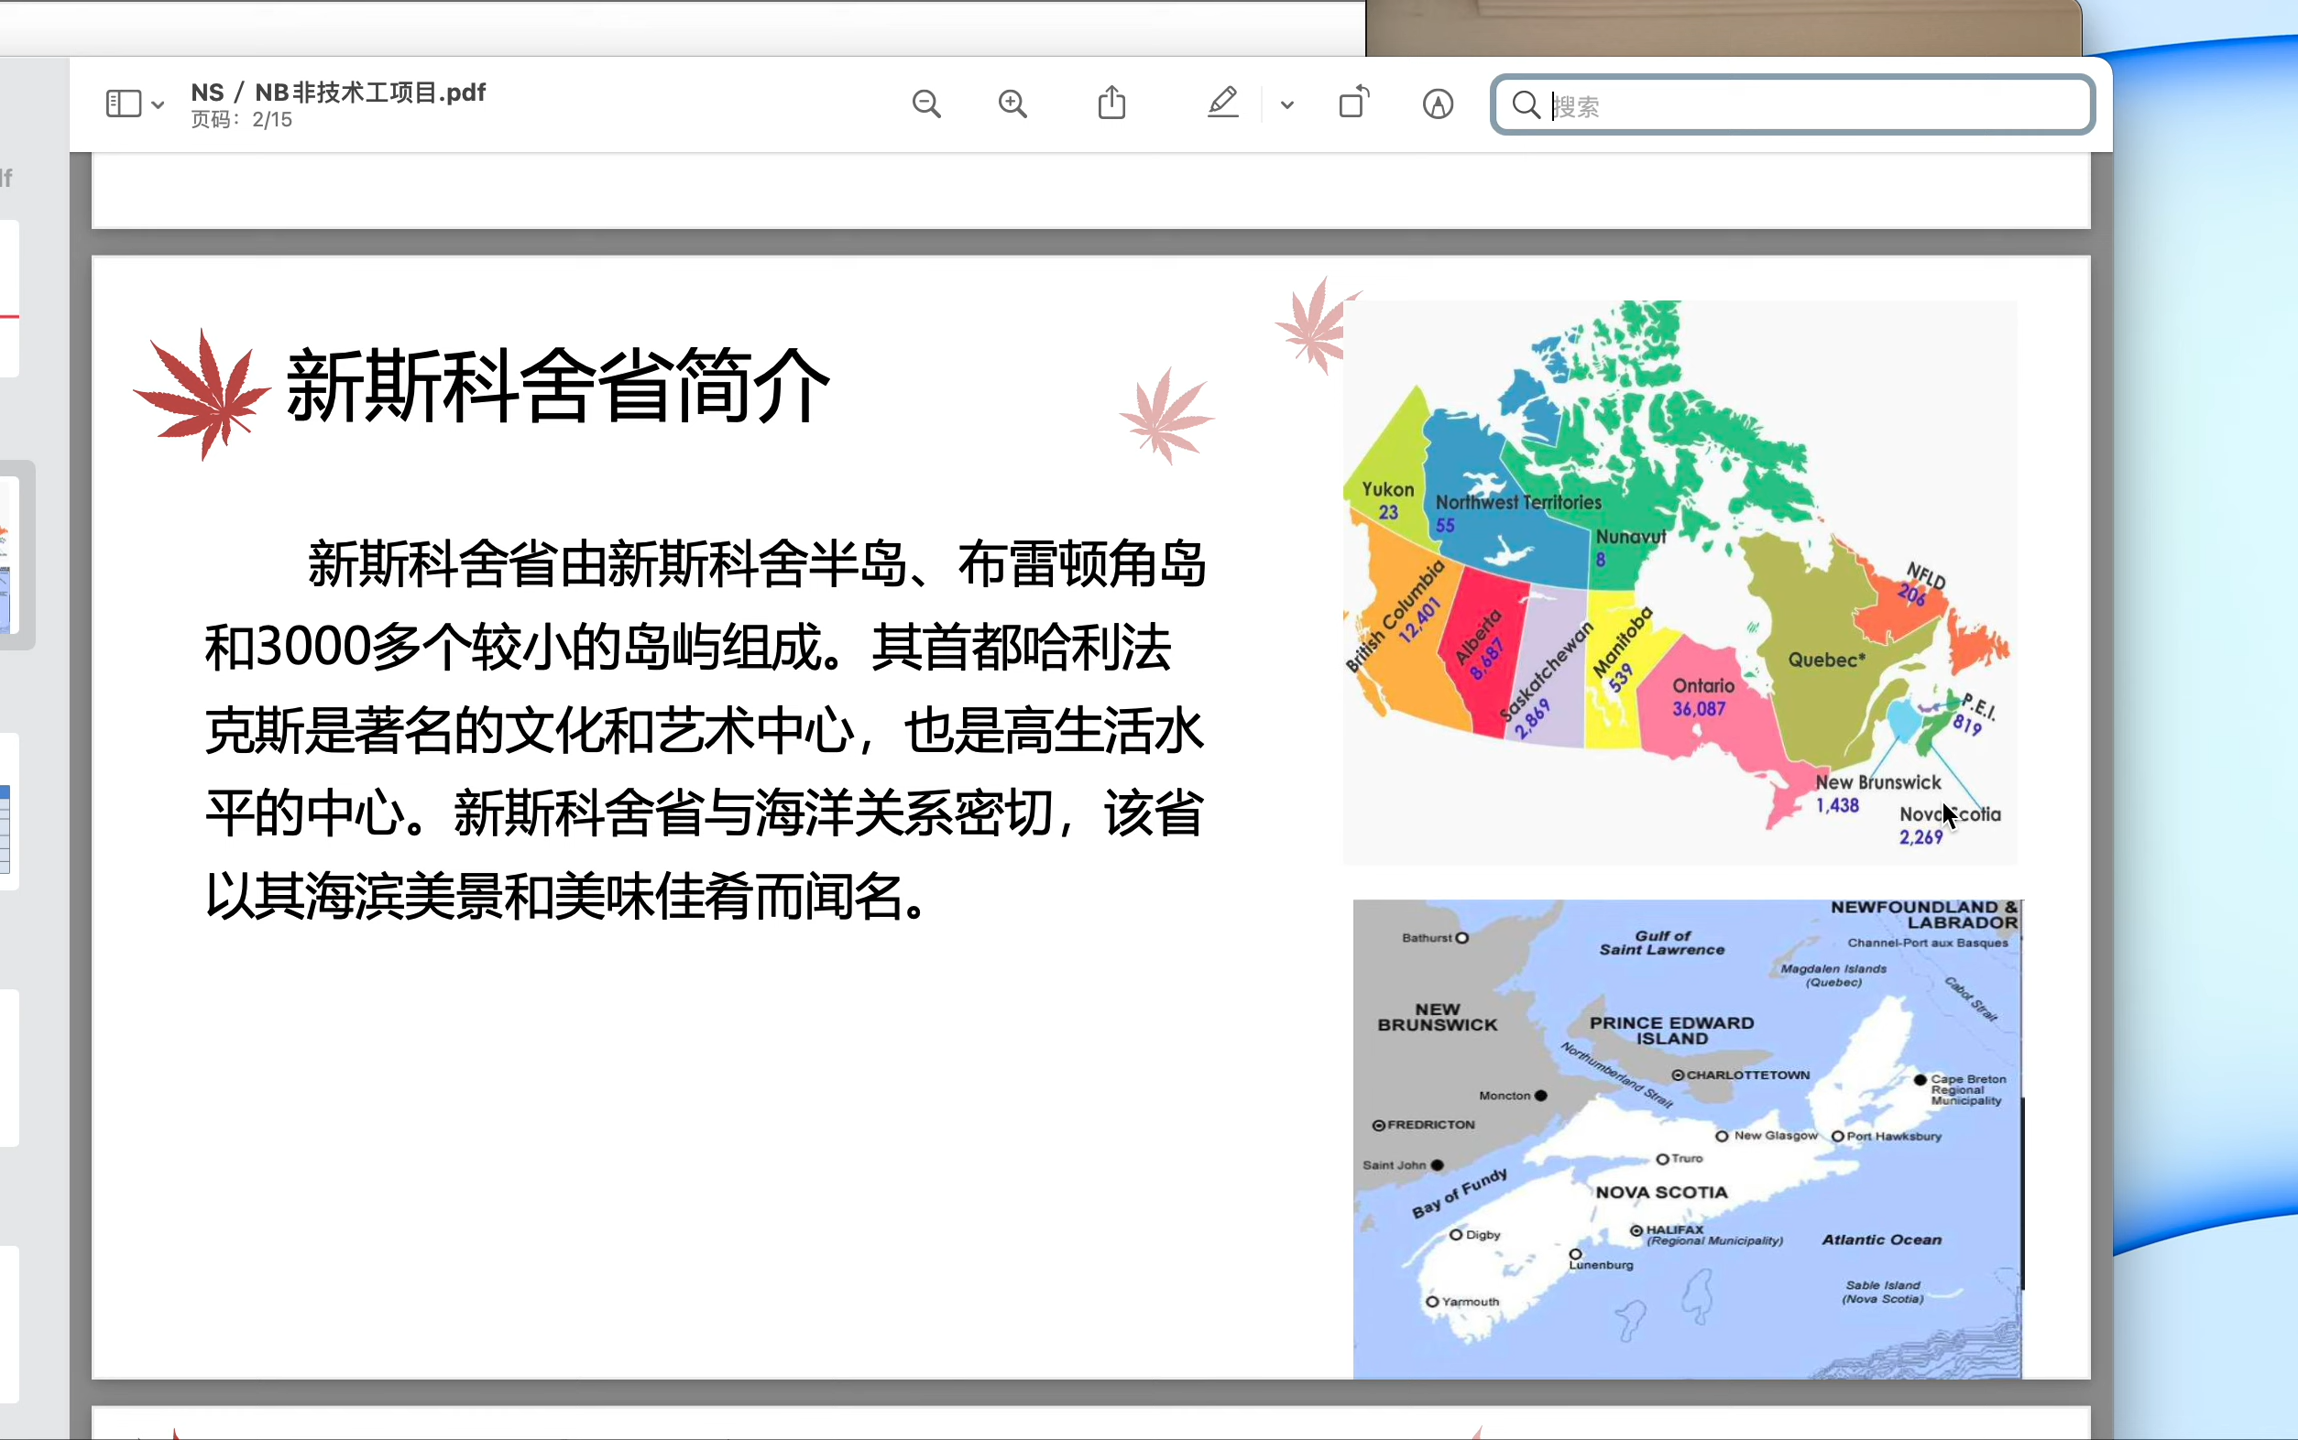 lf
NS / NB非技术工项目.pdf
页码：2/15
搜索
新斯科舍省简介
新斯科舍省由新斯科舍半岛、布雷顿角岛
和3000多个较小的岛屿组成。其首都哈利法
克斯是著名的文化和艺术中心，也是高生活水
平的中心。新斯科舍省与海洋关系密切，该省
以其海滨美景和美味佳肴而闻名。
Yukon
23
Northwest Territories
55
Nunavut
8
British Columbia
12,401
Alberta
8,687
Saskatchewan
2,869
Manitoba
539
Ontario
36,087
Quebec*
NFLD
206
P.E.I.
819
New Brunswick
1,438
Nova Scotia
2,269
NEWFOUNDLAND &
LABRADOR
Channel-Port aux Basques
Bathurst
Gulf of
Saint Lawrence
Magdalen Islands
(Quebec)
Cabot Strait
NEW
BRUNSWICK
PRINCE EDWARD
ISLAND
Northumberland Strait
CHARLOTTETOWN
Cape Breton
Regional
Municipality
Moncton
FREDRICTON
New Glasgow
Port Hawksbury
Saint John
Truro
Bay of Fundy
NOVA SCOTIA
Digby
HALIFAX
(Regional Municipality)
Atlantic Ocean
Lunenburg
Sable Island
(Nova Scotia)
Yarmouth